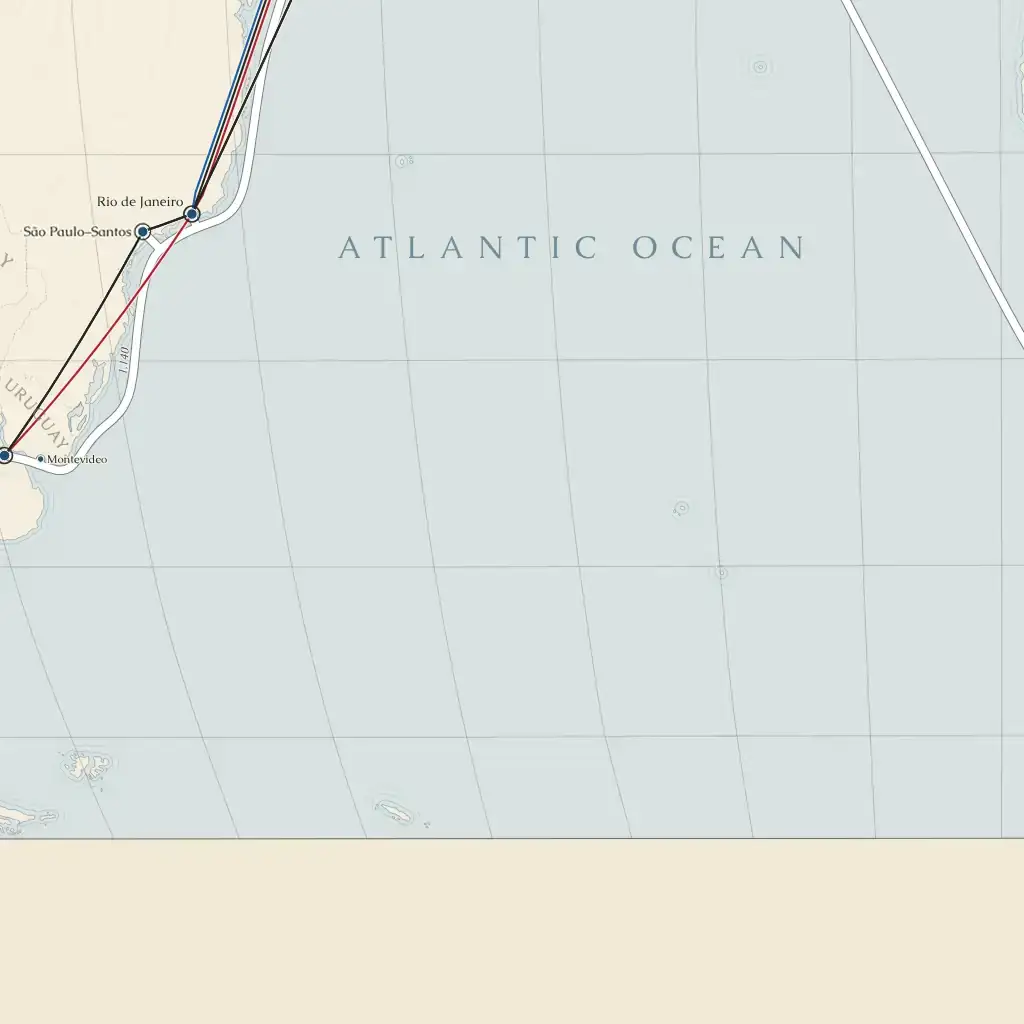 Rio de Janeiro
São Paulo–Santos
ATLANTIC OCEAN
Y
1.140
URUGUAY
Montevideo